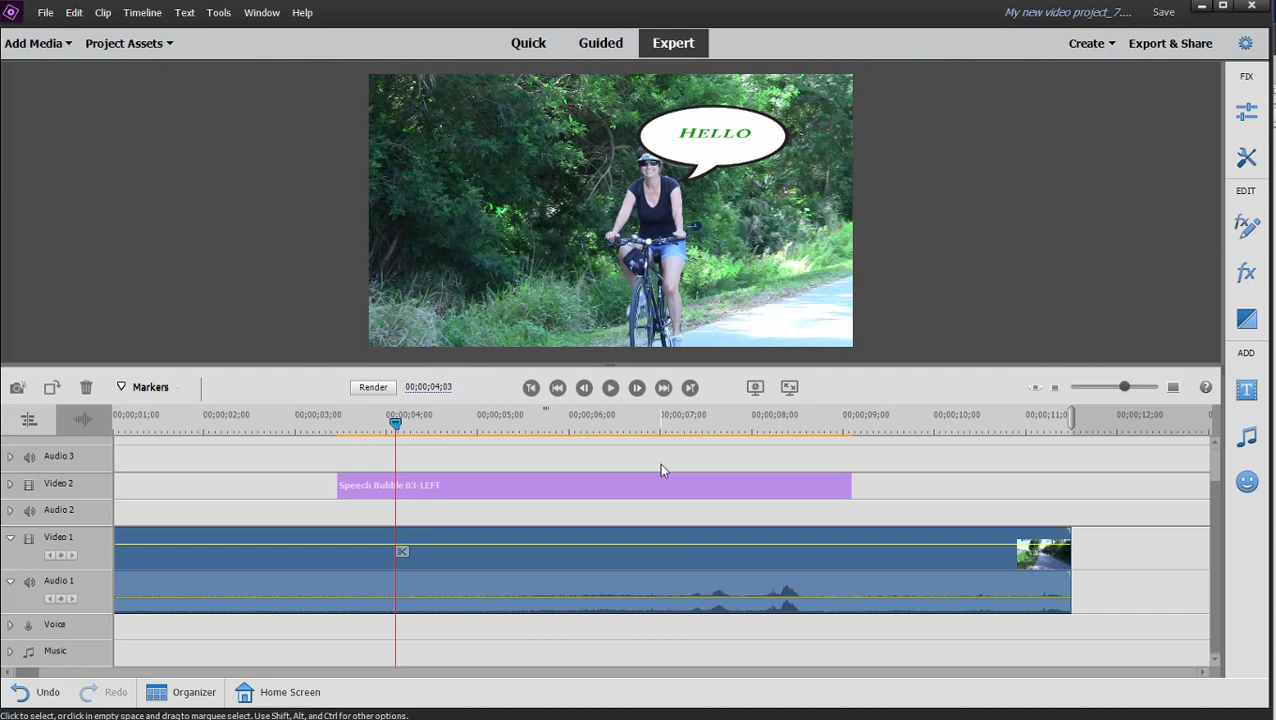 File Edit Clip Timeline Text Tools Window Help My new video project_7.... Save
Add Media Project Assets Quick Guided Expert Create Export & Share
FIX
HELLO
EDIT
ADD
Markers Render 00;00;04;03
00;00;01;00 00;00;02;00 00;00;03;00 00;00;04;00 00;00;05;00 00;00;06;00 00;00;07;00 00;00;08;00 00;00;09;00 00;00;10;00 00;00;11;0 00;00;12;00
Audio 3
Video 2 Speech Bubble 03-LEFT
Audio 2
Video 1
Audio 1
Voice
Music
Undo Redo Organizer Home Screen
Click to select, or click in empty space and drag to marquee select. Use Shift, Alt, and Ctrl for other options.